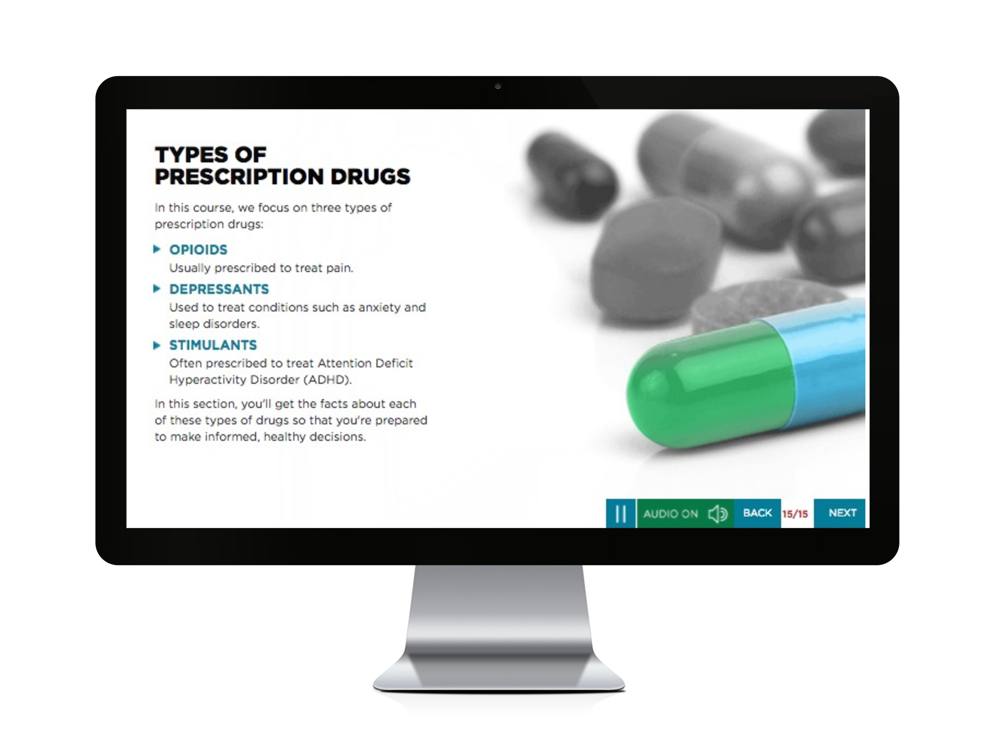 TYPES OF
PRESCRIPTION DRUGS
In this course, we focus on three types of
prescription drugs:
OPIOIDS
Usually prescribed to treat pain.
DEPRESSANTS
Used to treat conditions such as anxiety and
sleep disorders.
STIMULANTS
Often prescribed to treat Attention Deficit
Hyperactivity Disorder (ADHD).
In this section, you'll get the facts about each
of these types of drugs so that you're prepared
to make informed, healthy decisions.
AUDIO ON BACK 15/15 NEXT